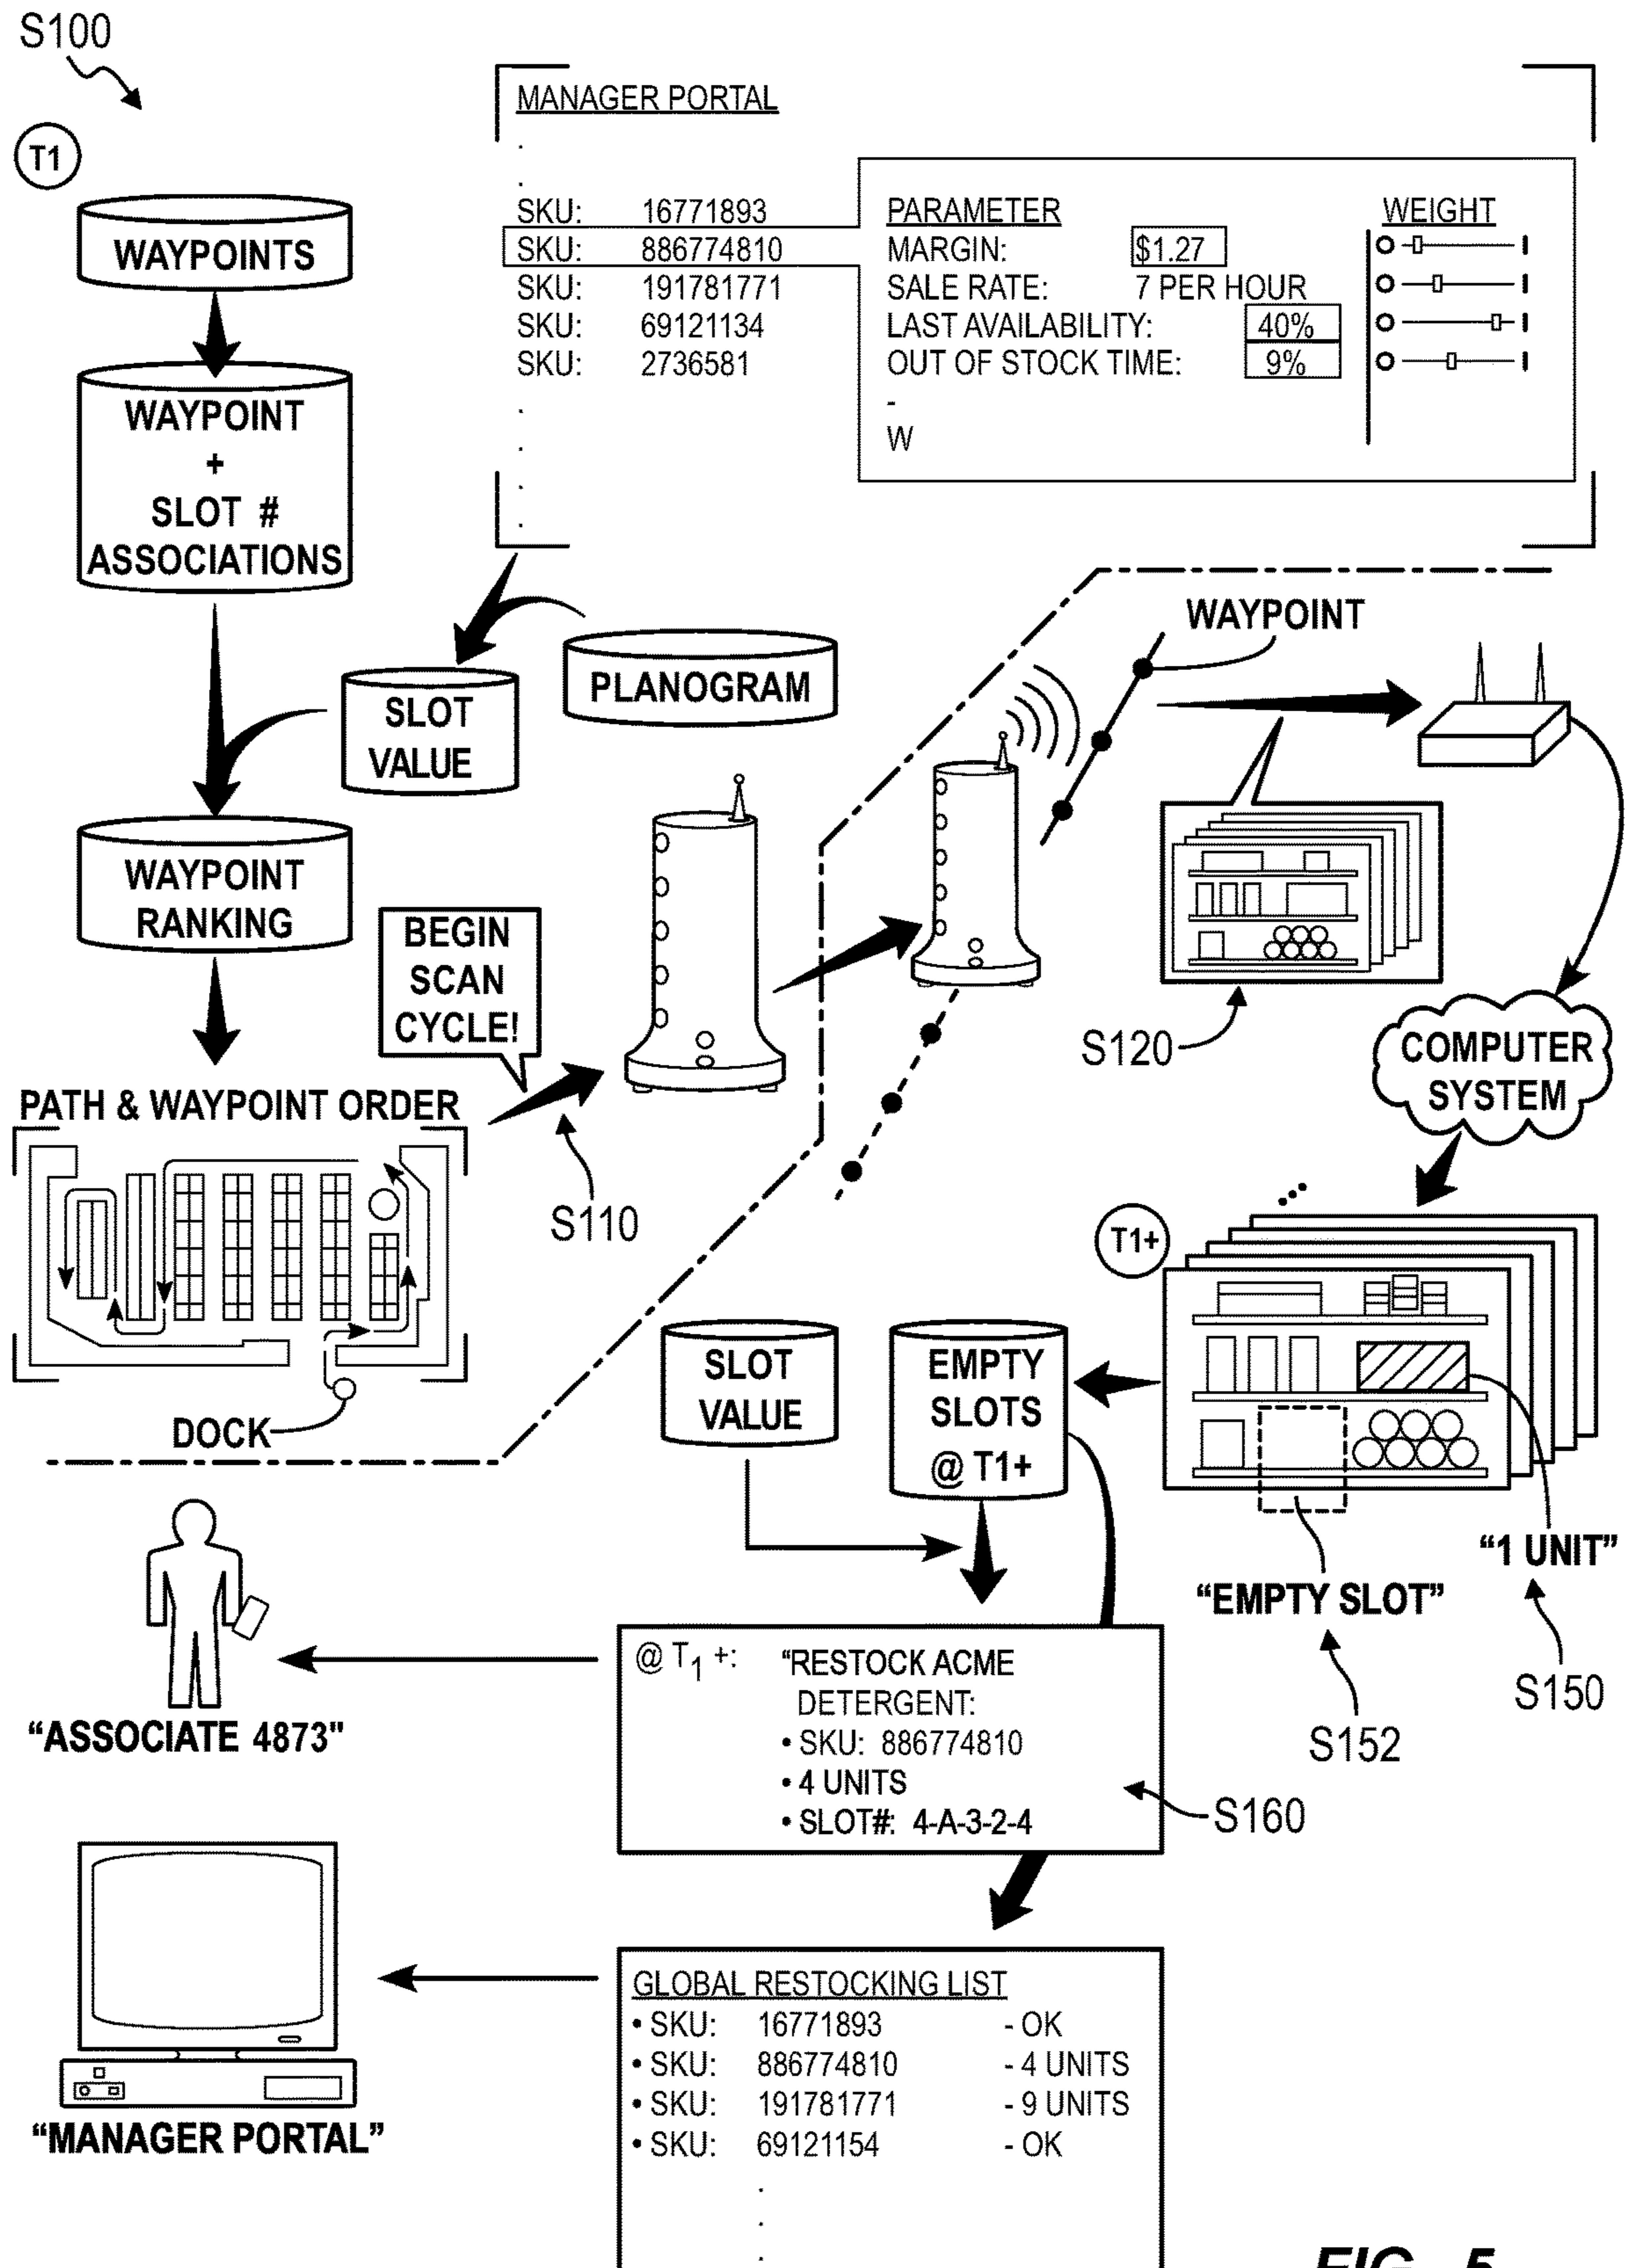 S100
T1
MANAGER PORTAL
SKU: 16771893
SKU: 886774810
SKU: 191781771
SKU: 69121134
SKU: 2736581
PARAMETER WEIGHT
MARGIN: $1.27
SALE RATE: 7 PER HOUR
LAST AVAILABILITY: 40%
OUT OF STOCK TIME: 9%
-
W
WAYPOINTS
WAYPOINT
+
SLOT #
ASSOCIATIONS
SLOT
VALUE
PLANOGRAM
WAYPOINT
RANKING
BEGIN
SCAN
CYCLE!
S110
PATH & WAYPOINT ORDER
DOCK
WAYPOINT
S120
COMPUTER
SYSTEM
T1+
SLOT
VALUE
EMPTY
SLOTS
@ T1+
"1 UNIT"
S150
"EMPTY SLOT"
S152
"ASSOCIATE 4873"
@ T1 +: "RESTOCK ACME
DETERGENT:
• SKU: 886774810
• 4 UNITS
• SLOT#: 4-A-3-2-4
S160
"MANAGER PORTAL"
GLOBAL RESTOCKING LIST
• SKU: 16771893 - OK
• SKU: 886774810 - 4 UNITS
• SKU: 191781771 - 9 UNITS
• SKU: 69121154 - OK
FIG. 5